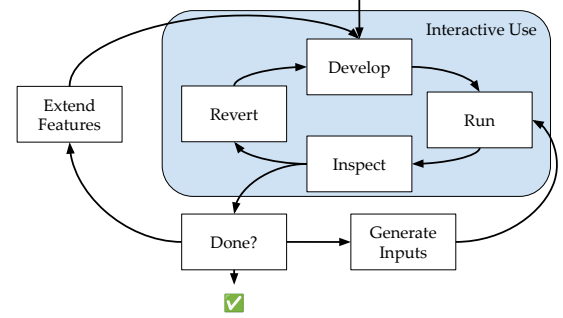 Interactive Use
Develop
Extend
Features
Revert
Run
Inspect
Done?
Generate
Inputs